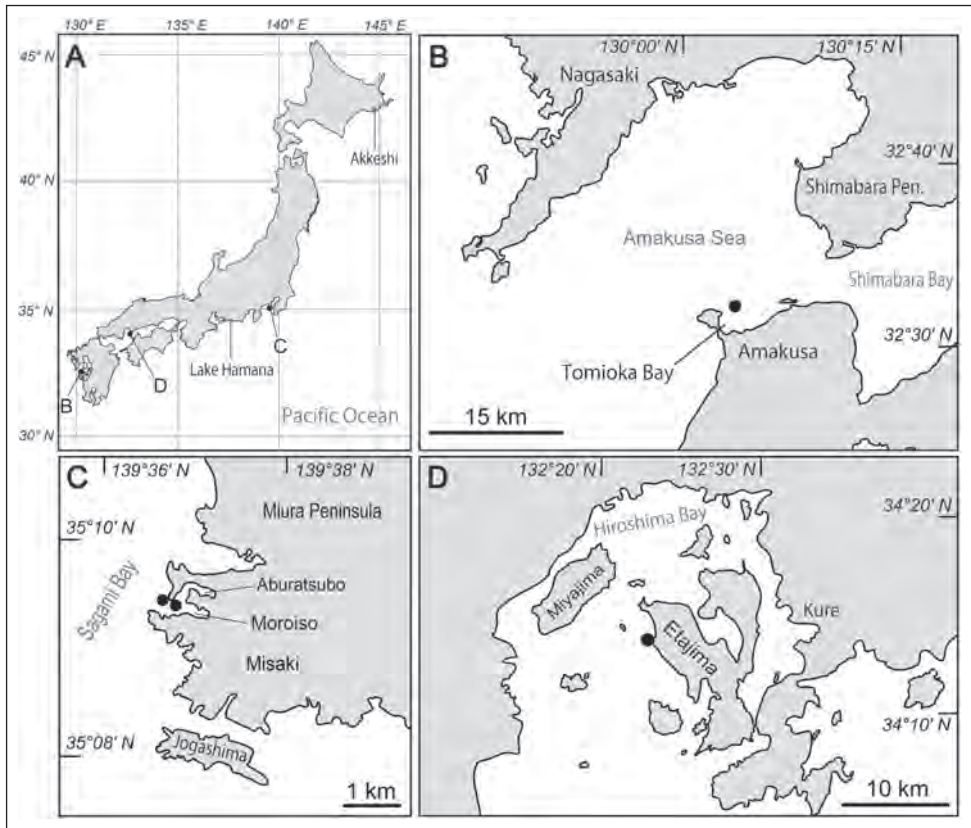 130° E
135° E
140° E
145° E
A
45° N
40° N
35° N
30° N
Akkeshi
Lake Hamana
B
D
C
Pacific Ocean
B
130°00' N
130°15' N
Nagasaki
32°40' N
Shimabara Pen.
Amakusa Sea
Shimabara Bay
32°30' N
Tomioka Bay
Amakusa
15 km
C
139°36' N
139°38' N
35°10' N
Miura Peninsula
Sagami Bay
Aburatsubo
Moroiso
Misaki
35°08' N
Jogashima
1 km
D
132°20' N
132°30' N
34°20' N
Hiroshima Bay
Miyajima
Etajima
Kure
34°10' N
10 km